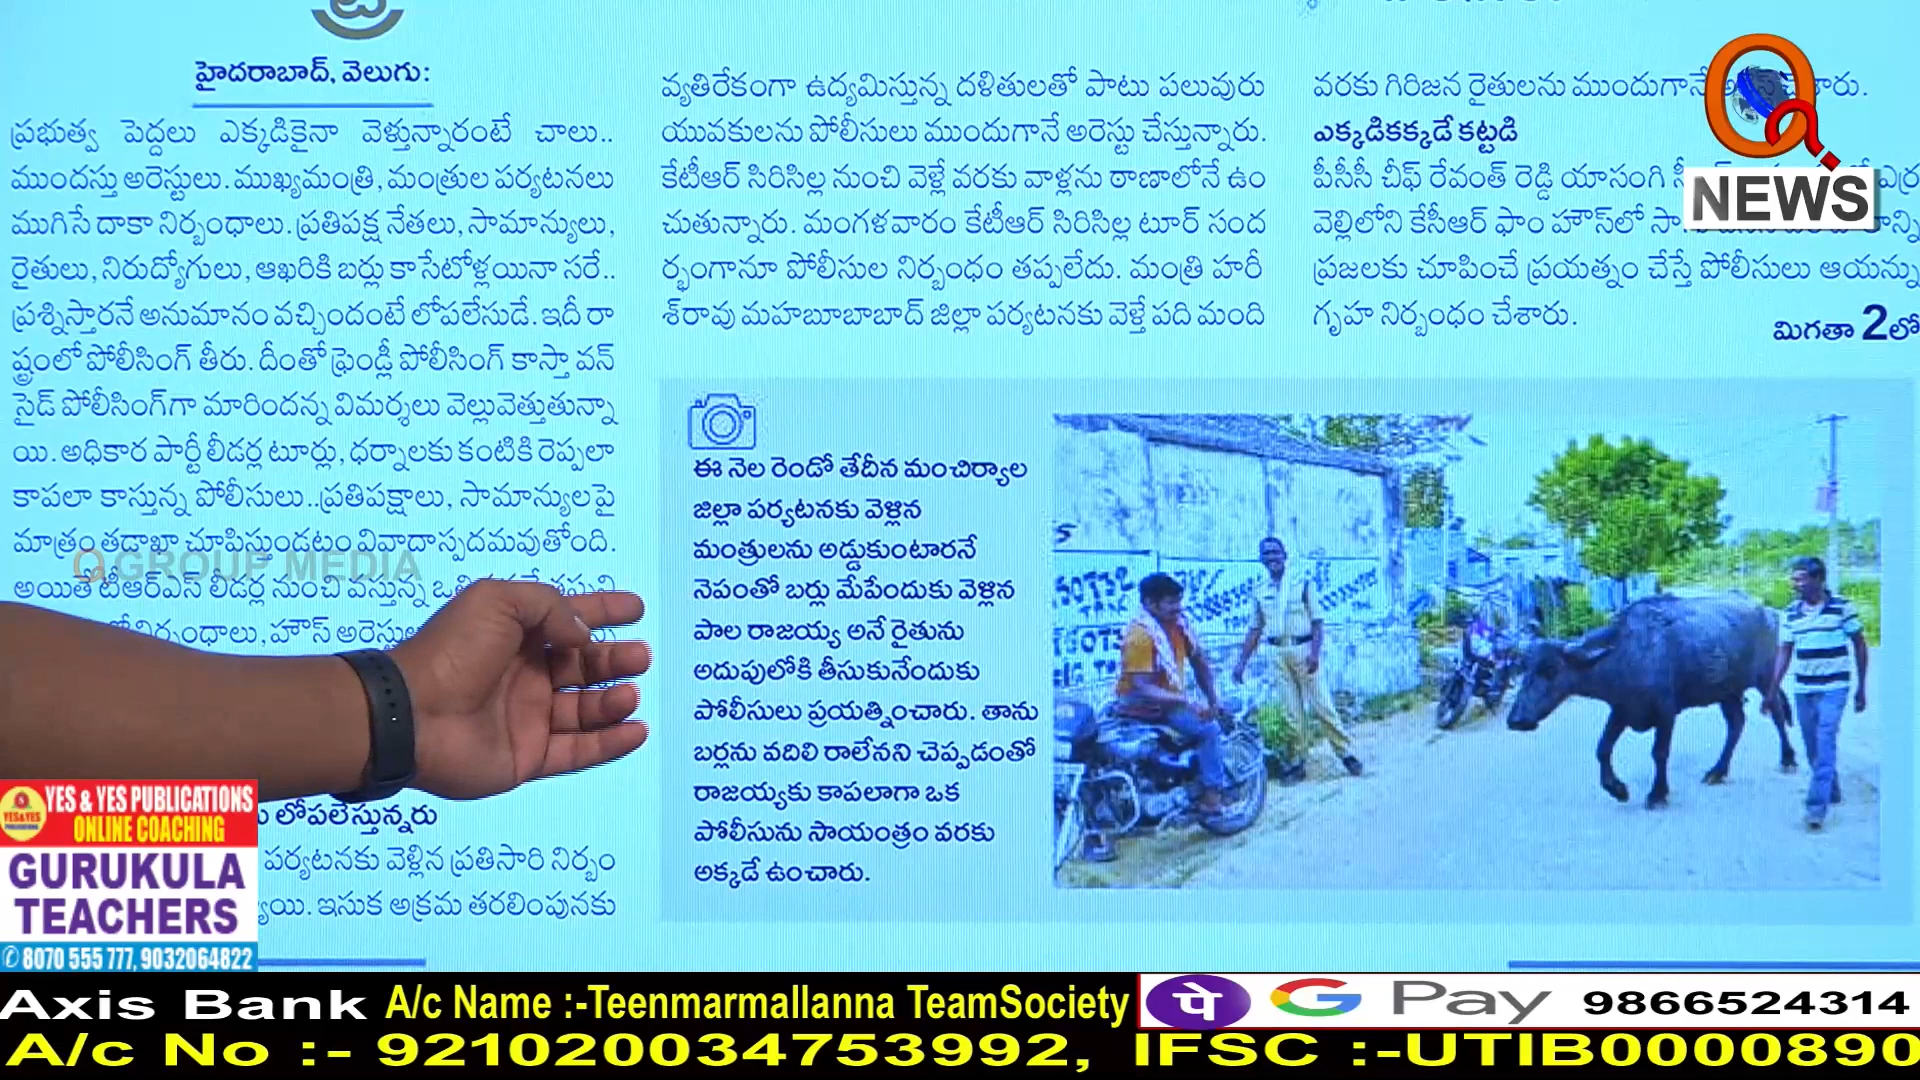 హైదరాబాద్, వెలుగు:
ప్రభుత్వ పెద్దలు ఎక్కడికైనా వెళ్తున్నారంటే చాలు..
ముందస్తు అరెస్టులు. ముఖ్యమంత్రి, మంత్రుల పర్యటనలు
ముగిసే దాకా నిర్బంధాలు. ప్రతిపక్ష నేతలు, సామాన్యులు,
రైతులు, నిరుద్యోగులు, ఆఖరికి బర్లు కాసేటోళ్లయినా సరే..
ప్రశ్నిస్తారనే అనుమానం వచ్చిందంటే లోపలేసుడే. ఇదీ రా
ష్ట్రంలో పోలీసింగ్ తీరు. దీంతో ఫ్రెండ్లీ పోలీసింగ్ కాస్తా వన్
సైడ్ పోలీసింగ్‌గా మారిందన్న విమర్శలు వెల్లువెత్తుతున్నా
యి. అధికార పార్టీ లీడర్ల టూర్లు, ధర్నాలకు కంటికి రెప్పలా
కాపలా కాస్తున్న పోలీసులు..ప్రతిపక్షాలు, సామాన్యులపై
మాత్రం తడాఖా చూపిస్తుండటం వివాదాస్పదమవుతోంది.
అయితే టీఆర్ఎస్ లీడర్ల నుంచి వస్తున్న
హౌస్ అరెస్టుల
లోపలేస్తున్నరు
పర్యటనకు వెళ్లిన ప్రతిసారి నిర్బం
ఇసుక అక్రమ తరలింపునకు
వ్యతిరేకంగా ఉద్యమిస్తున్న దళితులతో పాటు పలువురు
యువకులను పోలీసులు ముందుగానే అరెస్టు చేస్తున్నారు.
కేటీఆర్ సిరిసిల్ల నుంచి వెళ్లే వరకు వాళ్లను ఠాణాలోనే ఉం
చుతున్నారు. మంగళవారం కేటీఆర్ సిరిసిల్ల టూర్ సంద
ర్భంగానూ పోలీసుల నిర్బంధం తప్పలేదు. మంత్రి హరీ
శ్‌రావు మహబూబాబాద్ జిల్లా పర్యటనకు వెళ్తే పది మంది
వరకు గిరిజన రైతులను ముందుగానే
ఎక్కడికక్కడే కట్టడి
పీసీసీ చీఫ్ రేవంత్ రెడ్డి యాసంగి
వెల్లిలోని కేసీఆర్ ఫాం హౌస్‌లో
ప్రజలకు చూపించే ప్రయత్నం చేస్తే పోలీసులు ఆయన్ను
గృహ నిర్బంధం చేశారు.
మిగతా 2లో
ఈ నెల రెండో తేదీన మంచిర్యాల
జిల్లా పర్యటనకు వెళ్లిన
మంత్రులను అడ్డుకుంటారనే
నెపంతో బర్లు మేపేందుకు వెళ్లిన
పాల రాజయ్య అనే రైతును
అదుపులోకి తీసుకునేందుకు
పోలీసులు ప్రయత్నించారు. తాను
బర్లను వదిలి రాలేనని చెప్పడంతో
రాజయ్యకు కాపలాగా ఒక
పోలీసును సాయంత్రం వరకు
అక్కడే ఉంచారు.
Q
NEWS
Q GROUP MEDIA
YES & YES PUBLICATIONS
ONLINE COACHING
GURUKULA
TEACHERS
8070 555 777, 9032064822
Axis Bank A/c Name :-Teenmarmallanna TeamSociety
पे G Pay 9866524314
A/c No :- 921020034753992, IFSC :-UTIB0000890